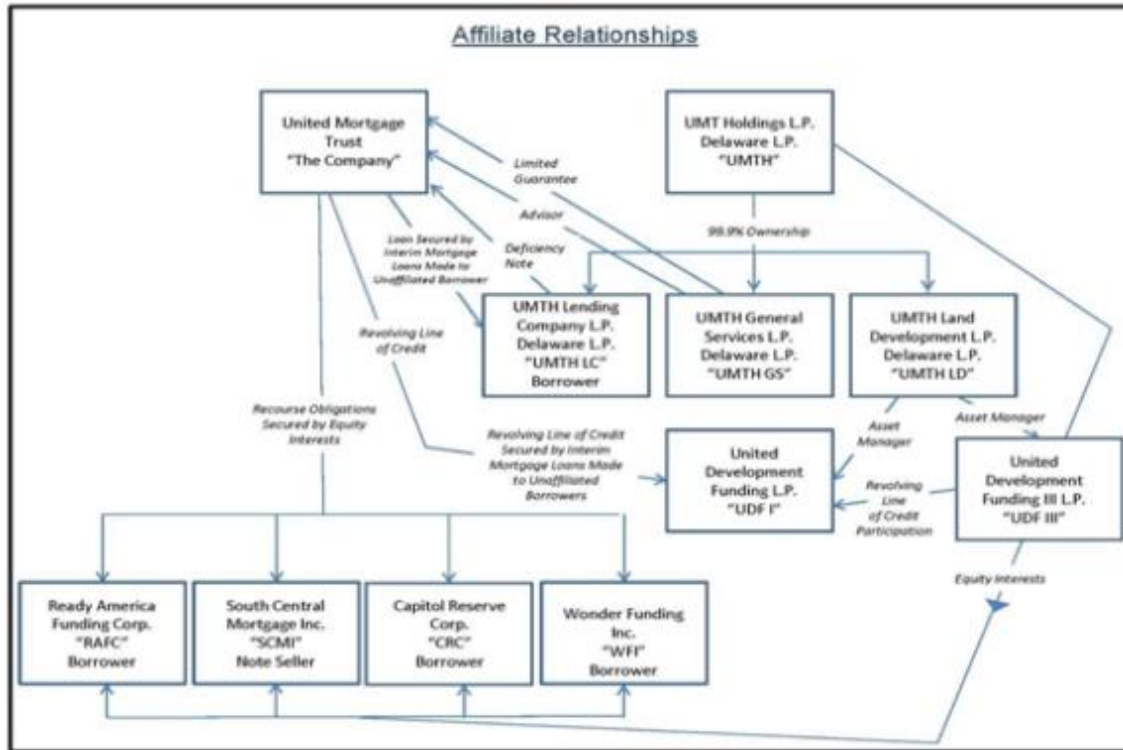 Affiliate Relationships
United Mortgage
Trust
"The Company"
UMT Holdings L.P.
Delaware L.P.
"UMTH"
Limited
Guarantee
Advisor
99.9% Ownership
Loan Secured by
Interim Mortgage
Loans Made to
Unaffiliated Borrower
Deficiency
Note
UMTH Lending
Company L.P.
Delaware L.P.
"UMTH LC"
Borrower
UMTH General
Services L.P.
Delaware L.P.
"UMTH GS"
UMTH Land
Development L.P.
Delaware L.P.
"UMTH LD"
Revolving Line
of Credit
Recourse Obligations
Secured by Equity
Interests
Revolving Line of Credit
Secured by Interim
Mortgage Loans Made
to Unaffiliated
Borrowers
Asset
Manager
Asset Manager
United
Development
Funding L.P.
"UDF I"
Revolving
Line
of Credit
Participation
United
Development
Funding III L.P.
"UDF III"
Equity Interests
Ready America
Funding Corp.
"RAFC"
Borrower
South Central
Mortgage Inc.
"SCMI"
Note Seller
Capitol Reserve
Corp.
"CRC"
Borrower
Wonder Funding
Inc.
"WFI"
Borrower